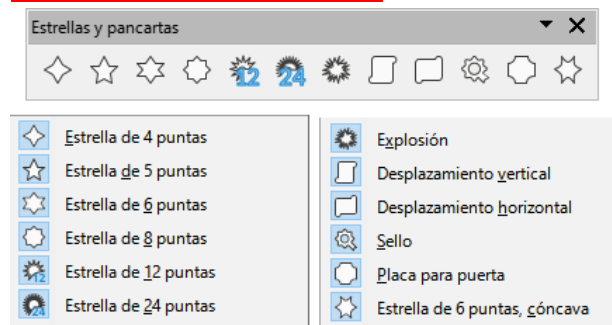 Estrellas y pancartas
12
24
Estrella de 4 puntas
Estrella de 5 puntas
Estrella de 6 puntas
Estrella de 8 puntas
12
Estrella de 12 puntas
24
Estrella de 24 puntas
Explosión
Desplazamiento vertical
Desplazamiento horizontal
Sello
Placa para puerta
Estrella de 6 puntas, cóncava